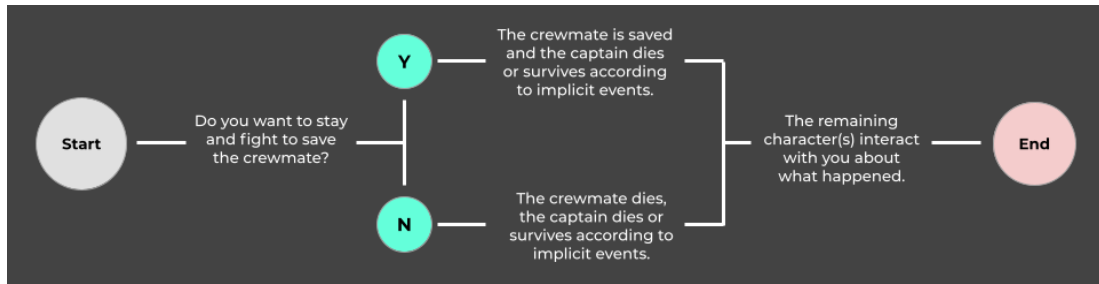 Start
Do you want to stay
and fight to save
the crewmate?
Y
The crewmate is saved
and the captain dies
or survives according
to implicit events.
N
The crewmate dies,
the captain dies or
survives according to
implicit events.
The remaining
character(s) interact
with you about
what happened.
End